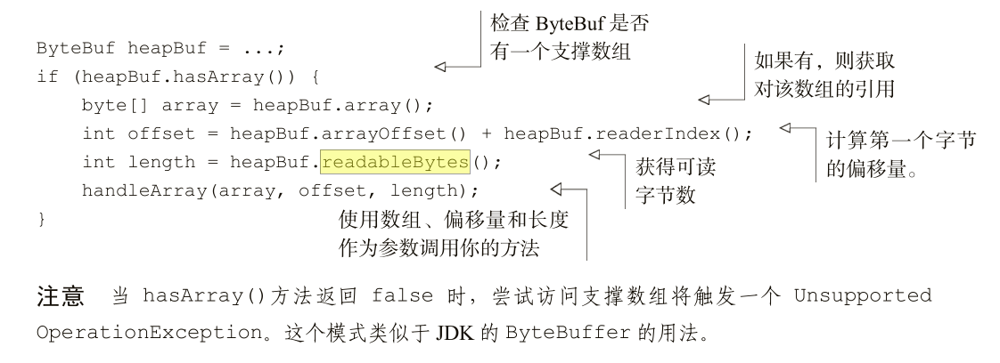 检查 ByteBuf 是否
有一个支撑数组
ByteBuf heapBuf = ...;
if (heapBuf.hasArray()) {
如果有，则获取
对该数组的引用
byte[] array = heapBuf.array();
int offset = heapBuf.arrayOffset() + heapBuf.readerIndex();
计算第一个字节
的偏移量。
int length = heapBuf.readableBytes();
获得可读
字节数
handleArray(array, offset, length);
}
使用数组、偏移量和长度
作为参数调用你的方法
注意 当 hasArray()方法返回 false 时，尝试访问支撑数组将触发一个 Unsupported
OperationException。这个模式类似于 JDK 的 ByteBuffer 的用法。